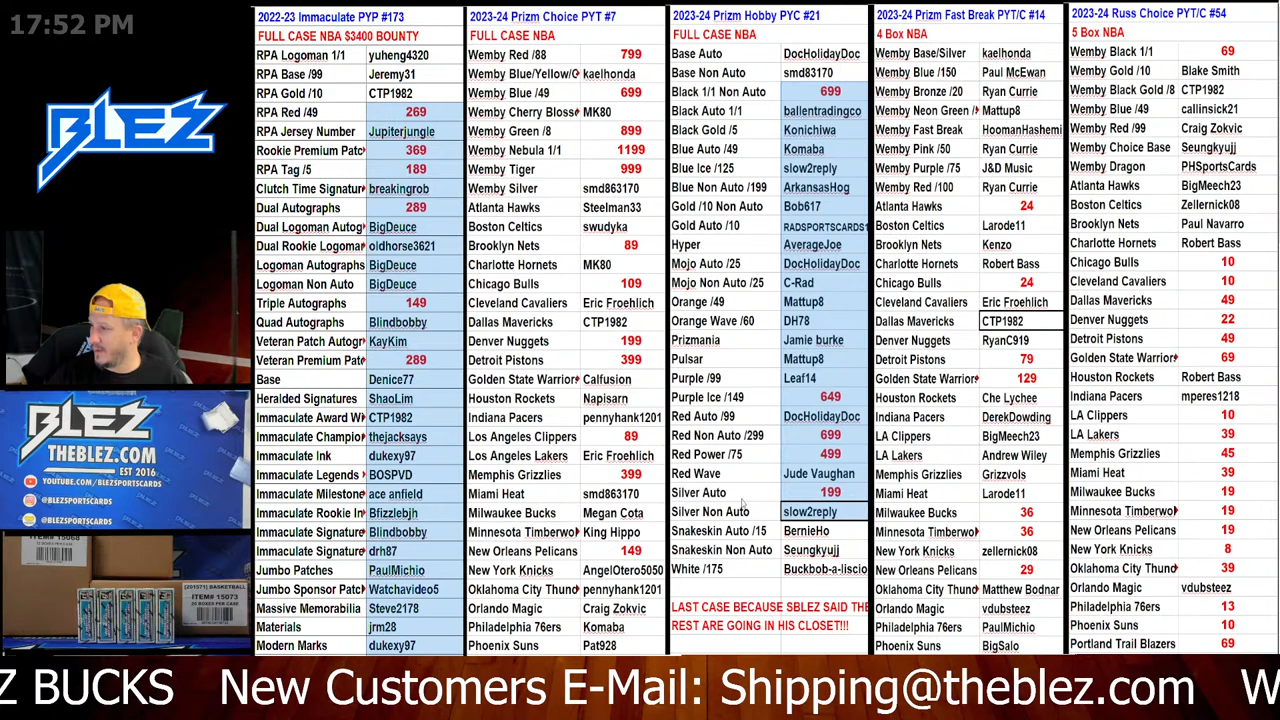 17:52 PM
BLEZ
BLEZ
THEBLEZ.COM
EST 2016
YOUTUBE.COM/BLEZSPORTSCARDS
@BLEZSPORTSCARDS
@BLEZSPORTSCARDS
ITEM# 15073
2022-23 Immaculate PYP #173
FULL CASE NBA $3400 BOUNTY
RPA Logoman 1/1 yuheng4320
RPA Base /99 Jeremy31
RPA Gold /10 CTP1982
RPA Red /49 269
RPA Jersey Number Jupiterjungle
Rookie Premium Patc 369
RPA Tag /5 189
Clutch Time Signatur breakingrob
Dual Autographs 289
Dual Logoman Autog BigDeuce
Dual Rookie Logoma oldhorse3621
Logoman Autographs BigDeuce
Logoman Non Auto BigDeuce
Triple Autographs 149
Quad Autographs Blindbobby
Veteran Patch Autogr KayKim
Veteran Premium Pat 289
Base Denice77
Heralded Signatures ShaoLim
Immaculate Award Wi CTP1982
Immaculate Champio thejacksays
Immaculate Ink dukexy97
Immaculate Legends BOSPVD
Immaculate Milestone ace anfield
Immaculate Rookie In Bfizzlebjh
Immaculate Signature Blindbobby
Immaculate Signature drh87
Jumbo Patches PaulMichio
Jumbo Sponsor Patc Watchavideo5
Massive Memorabilia Steve2178
Materials jrm28
Modern Marks dukexy97
2023-24 Prizm Choice PYT #7
FULL CASE NBA
Wemby Red /88 799
Wemby Blue/Yellow/G kaelhonda
Wemby Blue /49 699
Wemby Cherry Bloss MK80
Wemby Green /8 899
Wemby Nebula 1/1 1199
Wemby Tiger 999
Wemby Silver smd863170
Atlanta Hawks Steelman33
Boston Celtics swudyka
Brooklyn Nets 89
Charlotte Hornets MK80
Chicago Bulls 109
Cleveland Cavaliers Eric Froehlich
Dallas Mavericks CTP1982
Denver Nuggets 199
Detroit Pistons 399
Golden State Warrior Calfusion
Houston Rockets Napisarn
Indiana Pacers pennyhank1201
Los Angeles Clippers 89
Los Angeles Lakers Eric Froehlich
Memphis Grizzlies 399
Miami Heat smd863170
Milwaukee Bucks Megan Cota
Minnesota Timberwo King Hippo
New Orleans Pelicans 149
New York Knicks AngelOtero5050
Oklahoma City Thund pennyhank1201
Orlando Magic Craig Zokvic
Philadelphia 76ers Komaba
Phoenix Suns Pat928
2023-24 Prizm Hobby PYC #21
FULL CASE NBA
Base Auto DocHolidayDoc
Base Non Auto smd83170
Black 1/1 Non Auto 699
Black Auto 1/1 ballentradingco
Black Gold /5 Konichiwa
Blue Auto /49 Komaba
Blue Ice /125 slow2reply
Blue Non Auto /199 ArkansasHog
Gold /10 Non Auto Bob617
Gold Auto /10 RADSPORTSCARDS1
Hyper AverageJoe
Mojo Auto /25 DocHolidayDoc
Mojo Non Auto /25 C-Rad
Orange /49 Mattup8
Orange Wave /60 DH78
Prizmania Jamie burke
Pulsar Mattup8
Purple /99 Leaf14
Purple Ice /149 649
Red Auto /99 DocHolidayDoc
Red Non Auto /299 699
Red Power /75 499
Red Wave Jude Vaughan
Silver Auto 199
Silver Non Auto slow2reply
Snakeskin Auto /15 BernieHo
Snakeskin Non Auto Seungkyujj
White /175 Buckbob-a-liscio
LAST CASE BECAUSE SBLEZ SAID THE
REST ARE GOING IN HIS CLOSET!!!
2023-24 Prizm Fast Break PYT/C #14
4 Box NBA
Wemby Base/Silver kaelhonda
Wemby Blue /150 Paul McEwan
Wemby Bronze /20 Ryan Currie
Wemby Neon Green / Mattup8
Wemby Fast Break HoomanHashemi
Wemby Pink /50 Ryan Currie
Wemby Purple /75 J&D Music
Wemby Red /100 Ryan Currie
Atlanta Hawks 24
Boston Celtics Larode11
Brooklyn Nets Kenzo
Charlotte Hornets Robert Bass
Chicago Bulls 24
Cleveland Cavaliers Eric Froehlich
Dallas Mavericks CTP1982
Denver Nuggets RyanC919
Detroit Pistons 79
Golden State Warrior 129
Houston Rockets Che Lychee
Indiana Pacers DerekDowding
LA Clippers BigMeech23
LA Lakers Andrew Wiley
Memphis Grizzlies Grizzvols
Miami Heat Larode11
Milwaukee Bucks 36
Minnesota Timberwo 36
New York Knicks zellernick08
New Orleans Pelicans 29
Oklahoma City Thund Matthew Bodnar
Orlando Magic vdubsteez
Philadelphia 76ers PaulMichio
Phoenix Suns BigSalo
2023-24 Russ Choice PYT/C #54
5 Box NBA
Wemby Black 1/1 69
Wemby Gold /10 Blake Smith
Wemby Black Gold /8 CTP1982
Wemby Blue /49 callinsick21
Wemby Red /99 Craig Zokvic
Wemby Choice Base Seungkyujj
Wemby Dragon PHSportsCards
Atlanta Hawks BigMeech23
Boston Celtics Zellernick08
Brooklyn Nets Paul Navarro
Charlotte Hornets Robert Bass
Chicago Bulls 10
Cleveland Cavaliers 10
Dallas Mavericks 49
Denver Nuggets 22
Detroit Pistons 49
Golden State Warrior 69
Houston Rockets Robert Bass
Indiana Pacers mperes1218
LA Clippers 10
LA Lakers 39
Memphis Grizzlies 45
Miami Heat 39
Milwaukee Bucks 19
Minnesota Timberwo 19
New Orleans Pelicans 19
New York Knicks 8
Oklahoma City Thund 39
Orlando Magic vdubsteez
Philadelphia 76ers 13
Phoenix Suns 10
Portland Trail Blazers 69
Z BUCKS New Customers E-Mail: Shipping@theblez.com W